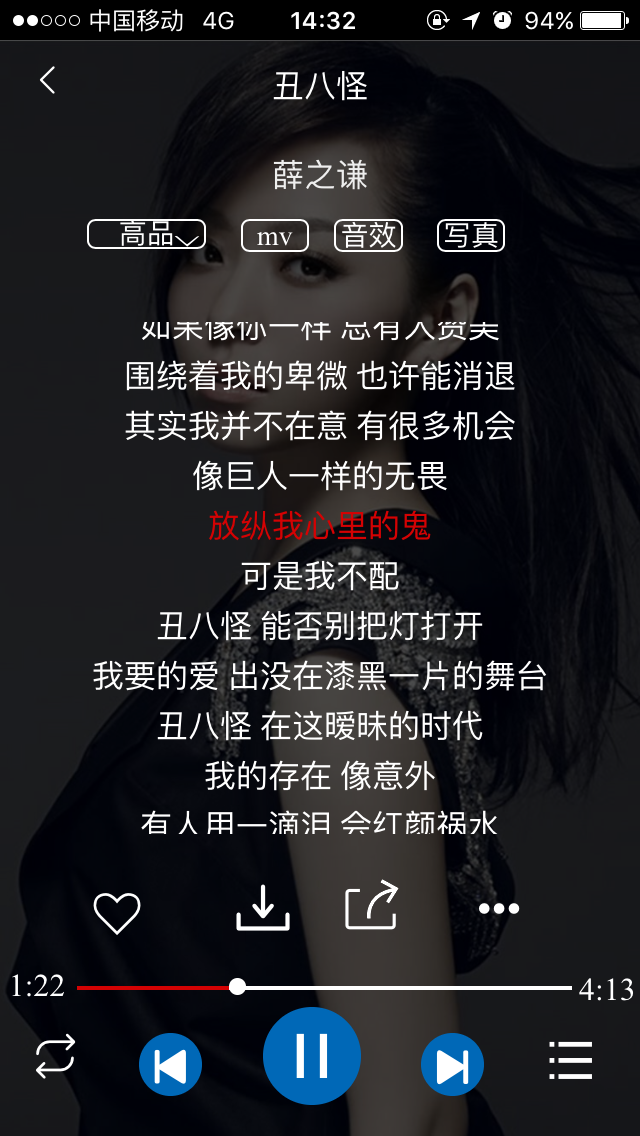 中国移动 4G 14:32 94%
丑八怪
薛之谦
高品 mv 音效 写真
如果像你一样 总有人赞美
围绕着我的卑微 也许能消退
其实我并不在意 有很多机会
像巨人一样的无畏
放纵我心里的鬼
可是我不配
丑八怪 能否别把灯打开
我要的爱 出没在漆黑一片的舞台
丑八怪 在这暧昧的时代
我的存在 像意外
有人用一滴泪 会红颜祸水
1:22 4:13